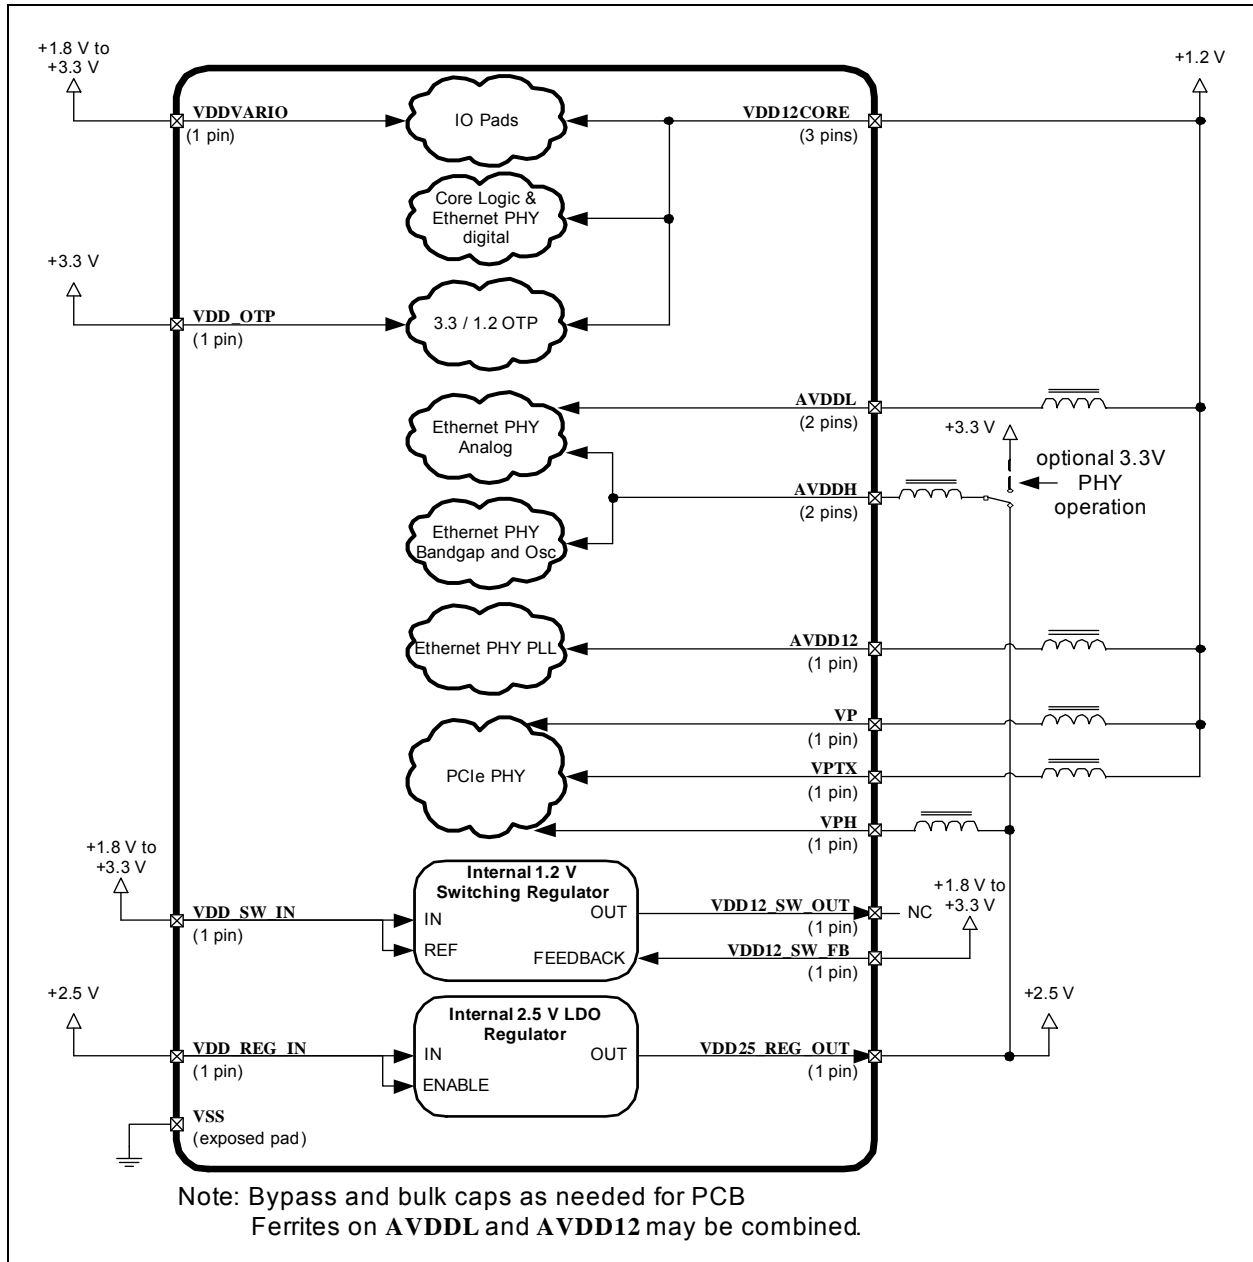 +1.8 V to
+3.3 V
+1.2 V
VDDVARIO
(1 pin)
IO Pads
VDD12CORE
(3 pins)
Core Logic &
Ethernet PHY
digital
+3.3 V
VDD_OTP
(1 pin)
3.3 / 1.2 OTP
AVDDL
(2 pins)
Ethernet PHY
Analog
+3.3 V
optional 3.3V
PHY
operation
AVDDH
(2 pins)
Ethernet PHY
Bandgap and Osc
AVDD12
(1 pin)
Ethernet PHY PLL
VP
(1 pin)
PCIe PHY
VPTX
(1 pin)
VPH
(1 pin)
+1.8 V to
+3.3 V
Internal 1.2 V
Switching Regulator
VDD_SW_IN
(1 pin)
IN
REF
OUT
FEEDBACK
VDD12_SW_OUT
(1 pin)
NC
+1.8 V to
+3.3 V
VDD12_SW_FB
(1 pin)
+2.5 V
Internal 2.5 V LDO
Regulator
VDD_REG_IN
(1 pin)
IN
ENABLE
OUT
VDD25_REG_OUT
(1 pin)
+2.5 V
VSS
(exposed pad)
Note: Bypass and bulk caps as needed for PCB
Ferrites on AVDDL and AVDD12 may be combined.